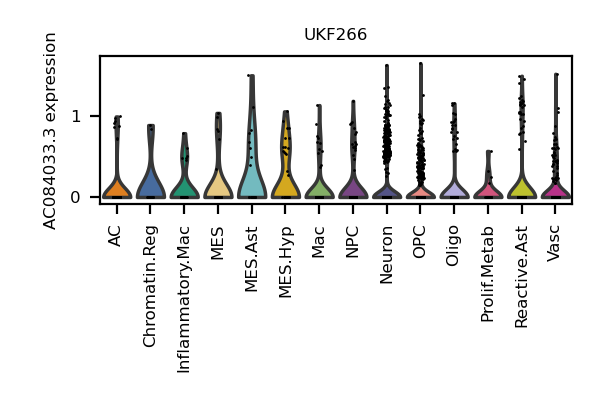 UKF266
AC084033.3 expression
1
0
AC
Chromatin.Reg
Inflammatory.Mac
MES
MES.Ast
MES.Hyp
Mac
NPC
Neuron
OPC
Oligo
Prolif.Metab
Reactive.Ast
Vasc